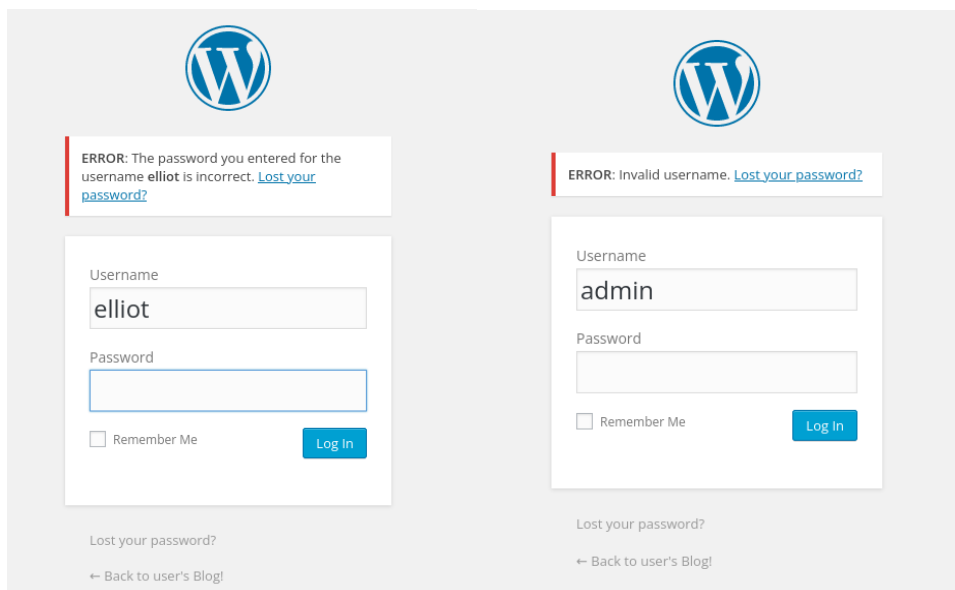 ERROR: The password you entered for the
username elliot is incorrect. Lost your
password?
Username
elliot
Password
Remember Me
Log In
Lost your password?
← Back to user's Blog!
ERROR: Invalid username. Lost your password?
Username
admin
Password
Remember Me
Log In
Lost your password?
← Back to user's Blog!